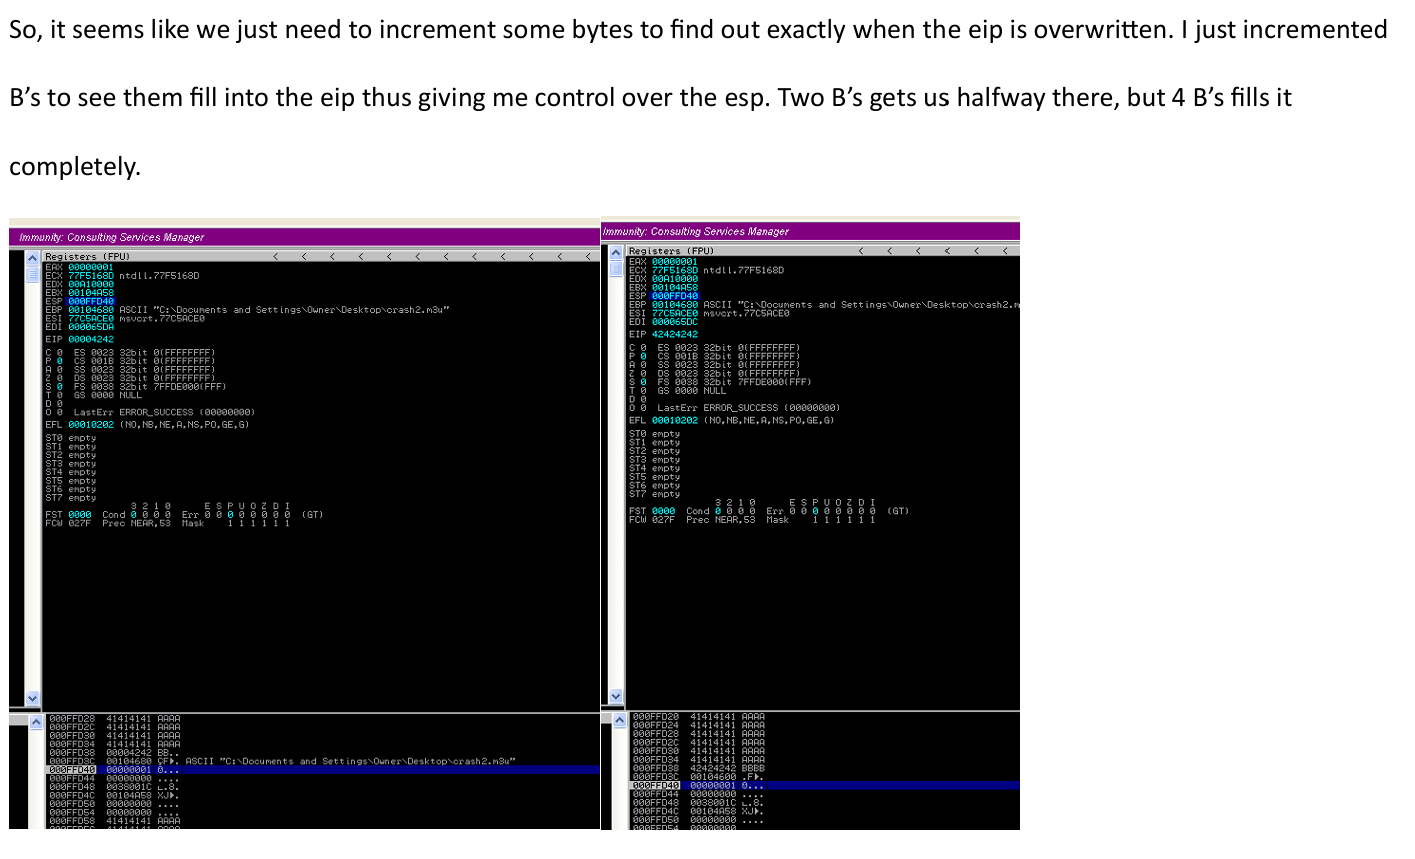 So, it seems like we just need to increment some bytes to find out exactly when the eip is overwritten. I just incremented
B’s to see them fill into the eip thus giving me control over the esp. Two B’s gets us halfway there, but 4 B’s fills it
completely.
Immunity: Consulting Services Manager
Registers (FPU) < < < < < < < < < < < <
EAX 00000001
ECX 77F5168D ntdll.77F5168D
EDX 00A10000
EBX 00104A58
ESP 000FFD40
EBP 00104680 ASCII "C:\Documents and Settings\Owner\Desktop\crash2.m3u"
ESI 77C5ACE0 msvcrt.77C5ACE0
EDI 000065DA
EIP 00004242
C 0 ES 0023 32bit 0(FFFFFFFF)
P 0 CS 001B 32bit 0(FFFFFFFF)
A 0 SS 0023 32bit 0(FFFFFFFF)
Z 0 DS 0023 32bit 0(FFFFFFFF)
S 0 FS 0038 32bit 7FFDE000(FFF)
T 0 GS 0000 NULL
D 0
O 0 LastErr ERROR_SUCCESS (00000000)
EFL 00010202 (NO,NB,NE,A,NS,PO,GE,G)
ST0 empty
ST1 empty
ST2 empty
ST3 empty
ST4 empty
ST5 empty
ST6 empty
ST7 empty
3 2 1 0 E S P U O Z D I
FST 0000 Cond 0 0 0 0 Err 0 0 0 0 0 0 0 0 (GT)
FCW 027F Prec NEAR,53 Mask 1 1 1 1 1 1
000FFD28 41414141 AAAA
000FFD2C 41414141 AAAA
000FFD30 41414141 AAAA
000FFD34 41414141 AAAA
000FFD38 00004242 BB..
000FFD3C 00104680 ÇF►. ASCII "C:\Documents and Settings\Owner\Desktop\crash2.m3u"
000FFD40 00000001 ☺...
000FFD44 00000000 ....
000FFD48 0038001C ∟.8.
000FFD4C 00104A58 XJ►.
000FFD50 00000000 ....
000FFD54 00000000 ....
000FFD58 41414141 AAAA
Immunity: Consulting Services Manager
Registers (FPU) < < < < < <
EAX 00000001
ECX 77F5168D ntdll.77F5168D
EDX 00A10000
EBX 00104A58
ESP 000FFD40
EBP 00104680 ASCII "C:\Documents and Settings\Owner\Desktop\crash2.m
ESI 77C5ACE0 msvcrt.77C5ACE0
EDI 000065DC
EIP 42424242
C 0 ES 0023 32bit 0(FFFFFFFF)
P 0 CS 001B 32bit 0(FFFFFFFF)
A 0 SS 0023 32bit 0(FFFFFFFF)
Z 0 DS 0023 32bit 0(FFFFFFFF)
S 0 FS 0038 32bit 7FFDE000(FFF)
T 0 GS 0000 NULL
D 0
O 0 LastErr ERROR_SUCCESS (00000000)
EFL 00010202 (NO,NB,NE,A,NS,PO,GE,G)
ST0 empty
ST1 empty
ST2 empty
ST3 empty
ST4 empty
ST5 empty
ST6 empty
ST7 empty
3 2 1 0 E S P U O Z D I
FST 0000 Cond 0 0 0 0 Err 0 0 0 0 0 0 0 0 (GT)
FCW 027F Prec NEAR,53 Mask 1 1 1 1 1 1
000FFD20 41414141 AAAA
000FFD24 41414141 AAAA
000FFD28 41414141 AAAA
000FFD2C 41414141 AAAA
000FFD30 41414141 AAAA
000FFD34 41414141 AAAA
000FFD38 42424242 BBBB
000FFD3C 00104600 .F►.
000FFD40 00000001 ☺...
000FFD44 00000000 ....
000FFD48 0038001C ∟.8.
000FFD4C 00104A58 XJ►.
000FFD50 00000000 ....